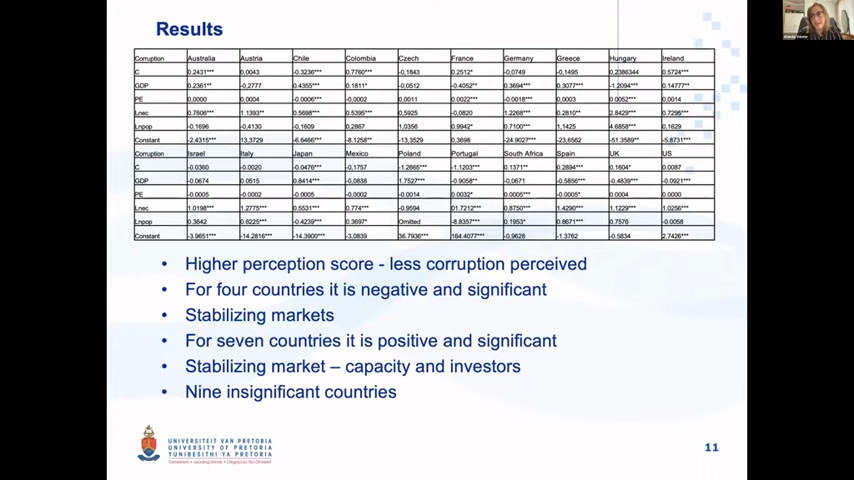 Results
Corruption Australia Austria Chile Colombia Czech France Germany Greece Hungary Ireland
C 0.2431*** 0,0043 -0.3236*** 0.7760*** -0,1843 0.2512* -0,0749 -0,1495 0,2386344 0.5724***
GDP 0.2361** -0,2777 0.4355*** 0.1811* -0,0512 -0.4052** 0.3694*** 0.3077*** -1.2094*** 0.14777**
PE 0,0000 0,0004 -0.0006*** -0,0002 0.0011 0.0022*** -0.0018*** 0,0003 0.0052*** 0,0014
Lnec 0.7606*** 1.1393** 0.5698*** 0.5395*** 0,5925 -0,0820 1.2268*** 0.2810** 2.8429*** 0.7295***
Lnpop -0.1696 -0,4130 -0,1609 0,2867 1,0356 0.9942* 0.7100*** 1,1425 4.6858*** 0,1629
Constant -2.4315*** 13,3729 -6.6466*** -8.1258** -13,3529 0,3698 -24.9027*** -23,6562 -51.3589** -5.8731***
Corruption Israel Italy Japan Mexico Poland Portugal South Africa Spain UK US
C -0.0360 -0.0020 -0.0476*** -0,1757 -1.2665*** -1.1203*** 0.1371** 0.2894*** 0.1604* 0.0087
GDP -0.0674 0.0515 0.8414*** -0,0838 1.7527*** -0.9058** -0,0671 -0.5856*** -0.4839*** -0.0921***
PE -0.0005 -0.0002 -0.0005 -0,0002 -0.0014 0.0032* -0.0005*** -0.0005* 0.0004 0.0000
Lnec 1.0198*** 1.2775*** 0.5531*** 0.774*** -0.9594 01.7212*** 0.8750*** 1.4290*** 1.1229*** 1.0256***
Lnpop 0.3642 0.6225*** -0.4239*** 0.3697* Omitted -8.8357*** 0.1953* 0.8671*** 0.7576 -0.0058
Constant -3.9651*** -14.2816*** -14.3900*** -3,0839 36.7936*** 164.4077*** -0,9628 -1.3762 -0.5834 2.7426***
• Higher perception score - less corruption perceived
• For four countries it is negative and significant
• Stabilizing markets
• For seven countries it is positive and significant
• Stabilizing market – capacity and investors
• Nine insignificant countries
UNIVERSITEIT VAN PRETORIA
UNIVERSITY OF PRETORIA
YUNIBESITHI YA PRETORIA
11